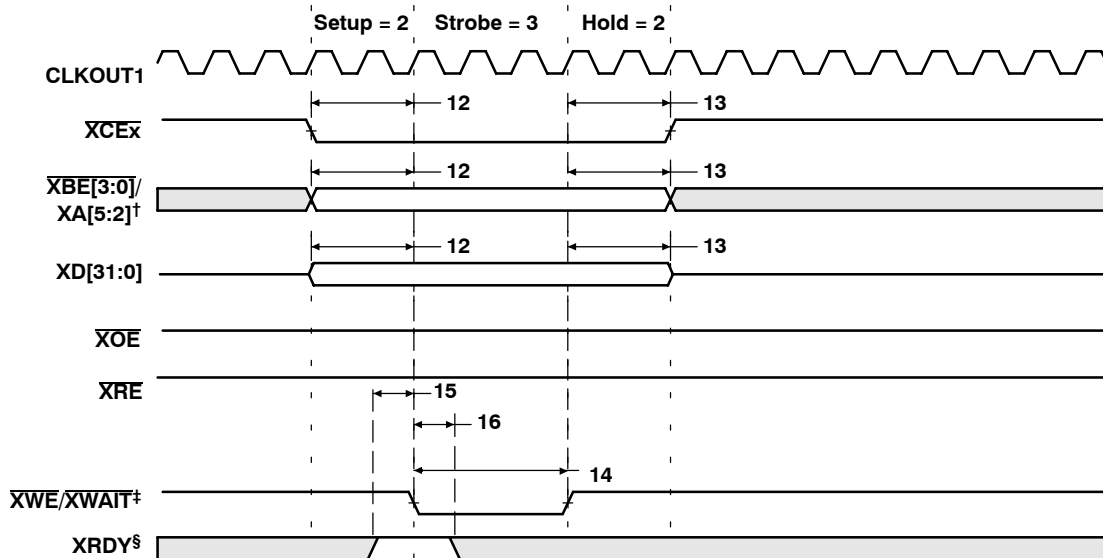 Setup = 2 Strobe = 3 Hold = 2
CLKOUT1
12 13
XCEx
12 13
XBE[3:0]/
XA[5:2]†
12 13
XD[31:0]
XOE
XRE
15
16
14
XWE/XWAIT‡
XRDY§